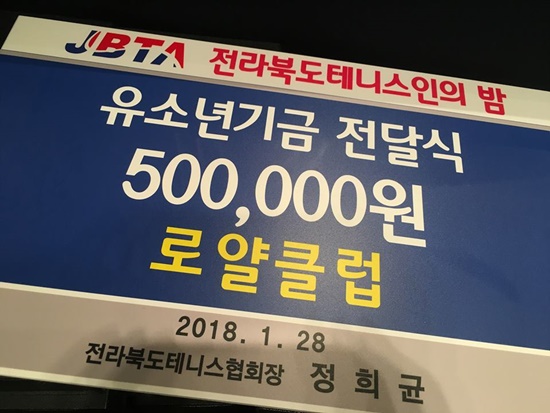 JBTA 전라북도테니스인의 밤
유소년기금 전달식
500,000원
로얄클럽
2018. 1. 28
전라북도테니스협회장 정희균